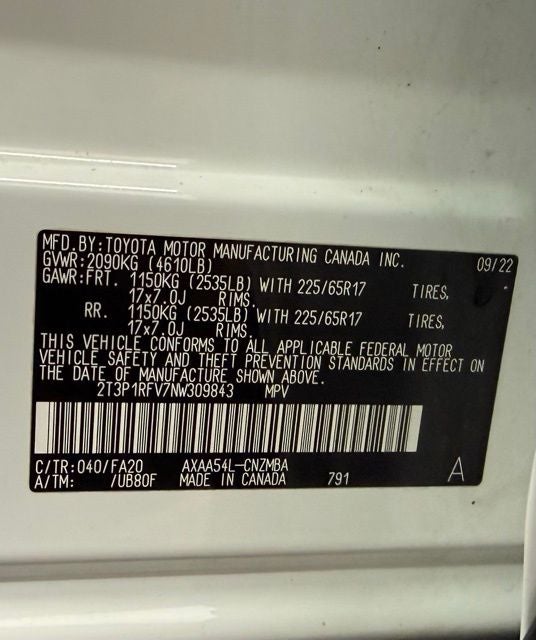 MFD.BY:TOYOTA MOTOR MANUFACTURING CANADA INC. 09/22
GVWR:2090KG (4610LB)
GAWR:FRT. 1150KG (2535LB) WITH 225/65R17 TIRES,
17x7.0J RIMS.
RR. 1150KG (2535LB) WITH 225/65R17 TIRES,
17x7.0J RIMS.
THIS VEHICLE CONFORMS TO ALL APPLICABLE FEDERAL MOTOR
VEHICLE SAFETY AND THEFT PREVENTION STANDARDS IN EFFECT ON
THE DATE OF MANUFACTURE SHOWN ABOVE.
2T3P1RFV7NW309843 MPV
C/TR:040/FA20 AXAA54L-CNZMBA A
A/TM: /UB80F MADE IN CANADA 791